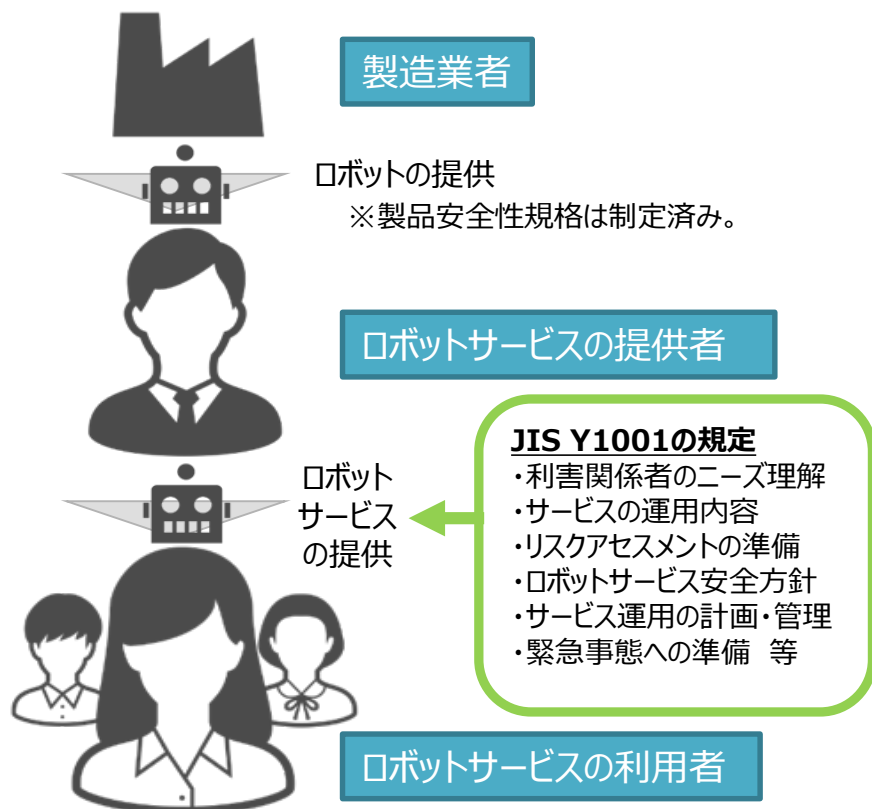 製造業者
ロボットの提供
※製品安全性規格は制定済み。
ロボットサービスの提供者
ロボット
サービス
の提供
JIS Y1001の規定
・利害関係者のニーズ理解
・サービスの運用内容
・リスクアセスメントの準備
・ロボットサービス安全方針
・サービス運用の計画・管理
・緊急事態への準備　等
ロボットサービスの利用者